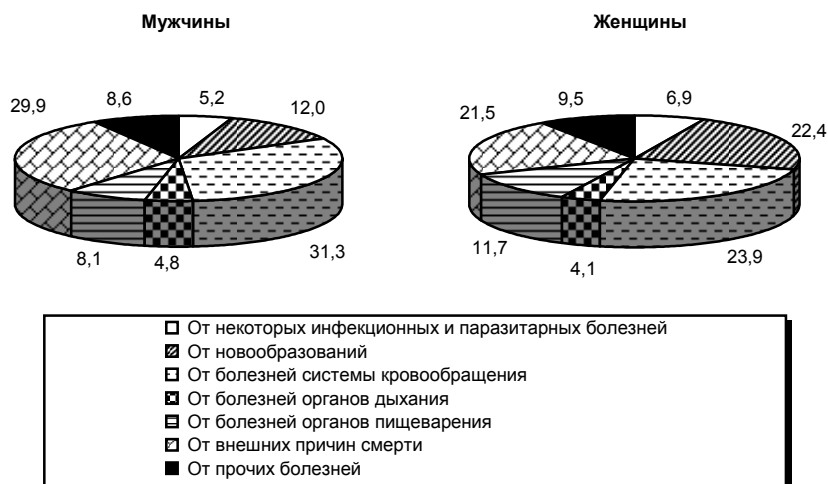 Мужчины
Женщины
29,9 8,6 5,2 12,0
8,1 4,8 31,3
21,5 9,5 6,9 22,4
11,7 4,1 23,9
От некоторых инфекционных и паразитарных болезней
От новообразований
От болезней системы кровообращения
От болезней органов дыхания
От болезней органов пищеварения
От внешних причин смерти
От прочих болезней